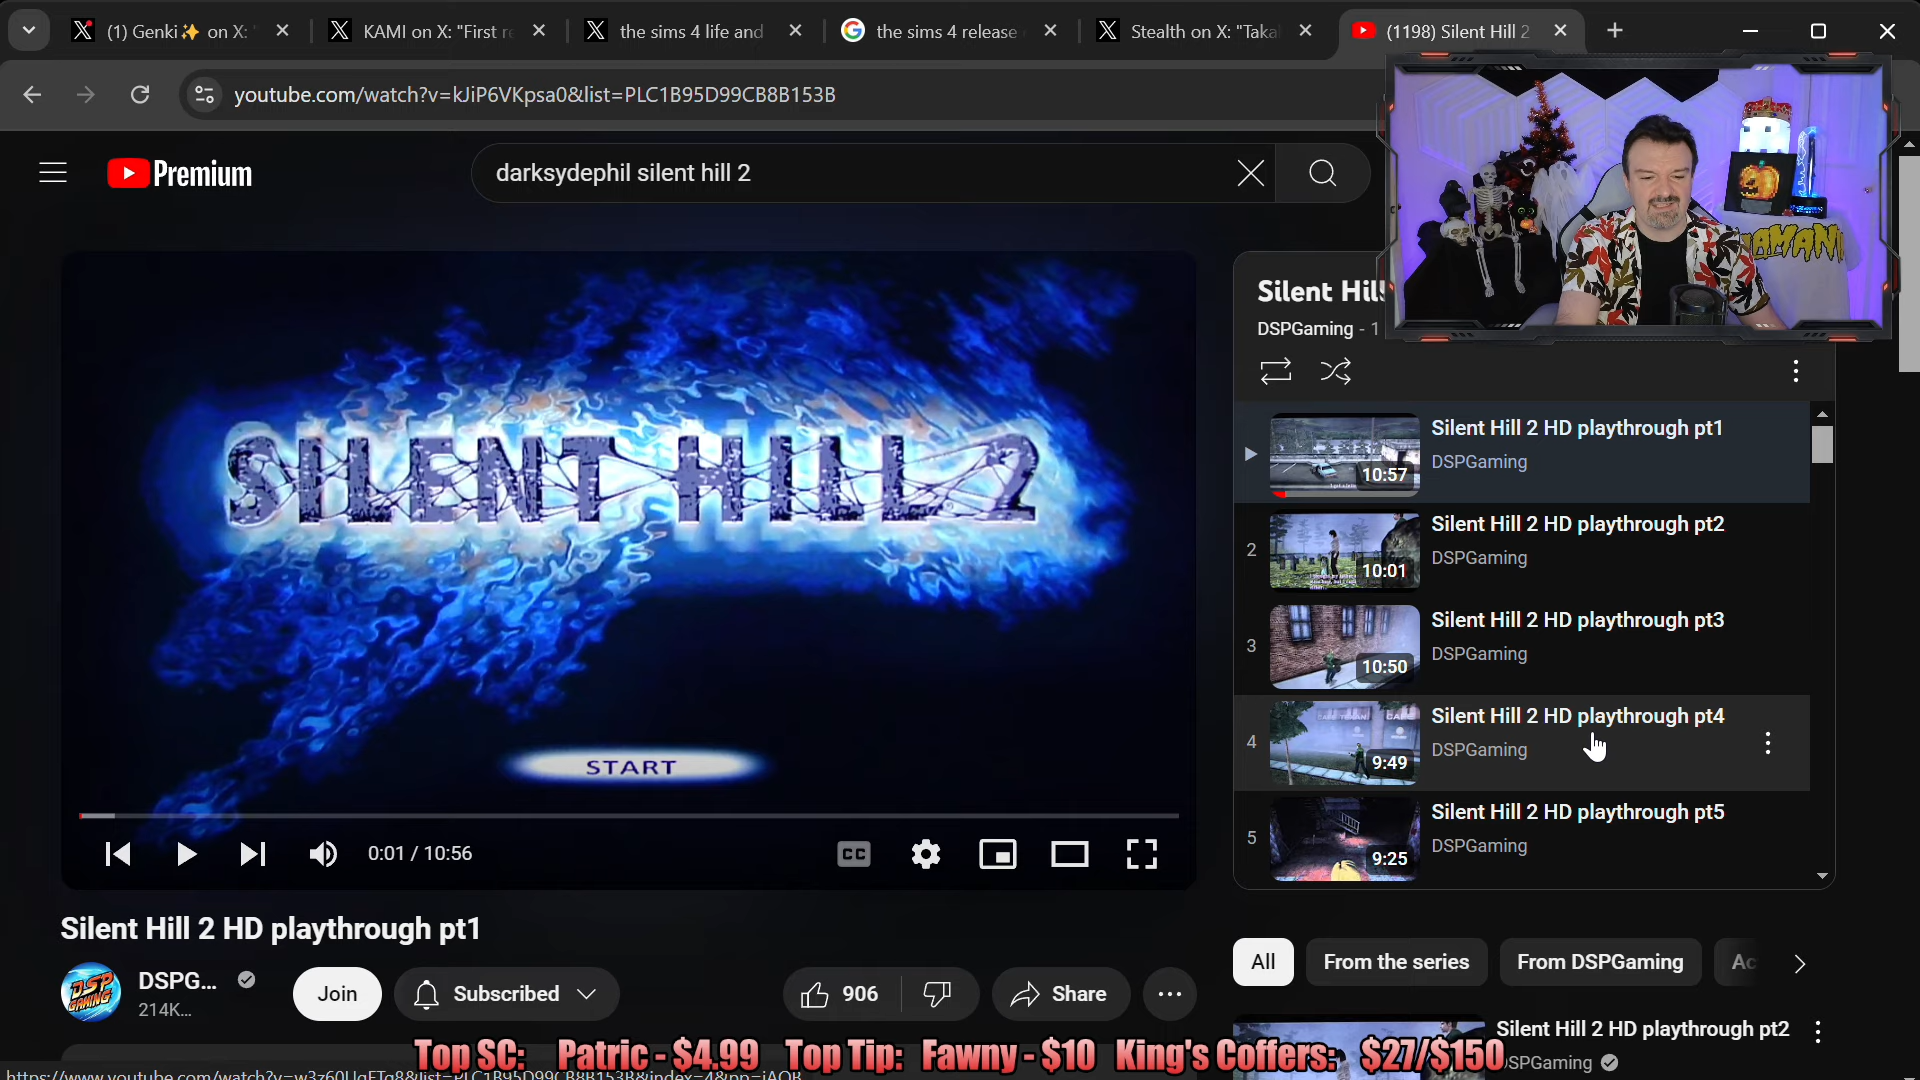 (1) Genki✨ on X: "
KAMI on X: "First re
the sims 4 life and
the sims 4 release
Stealth on X: "Taka
(1198) Silent Hill 2
youtube.com/watch?v=kJiP6VKpsa0&list=PLC1B95D99CB8B153B
Premium
darksydephil silent hill 2
SILENT HILL 2
START
0:01 / 10:56
CC
Silent Hill
DSPGaming - 1
Silent Hill 2 HD playthrough pt1
DSPGaming
10:57
2
Silent Hill 2 HD playthrough pt2
DSPGaming
10:01
3
Silent Hill 2 HD playthrough pt3
DSPGaming
10:50
4
Silent Hill 2 HD playthrough pt4
DSPGaming
9:49
5
Silent Hill 2 HD playthrough pt5
DSPGaming
9:25
Silent Hill 2 HD playthrough pt1
DSP GAMING
DSPG...
214K...
Join
Subscribed
906
Share
All
From the series
From DSPGaming
Ac
Silent Hill 2 HD playthrough pt2
DSPGaming
Top SC: Patric - $4.99 Top Tip: Fawny - $10 King's Coffers: $27/$150